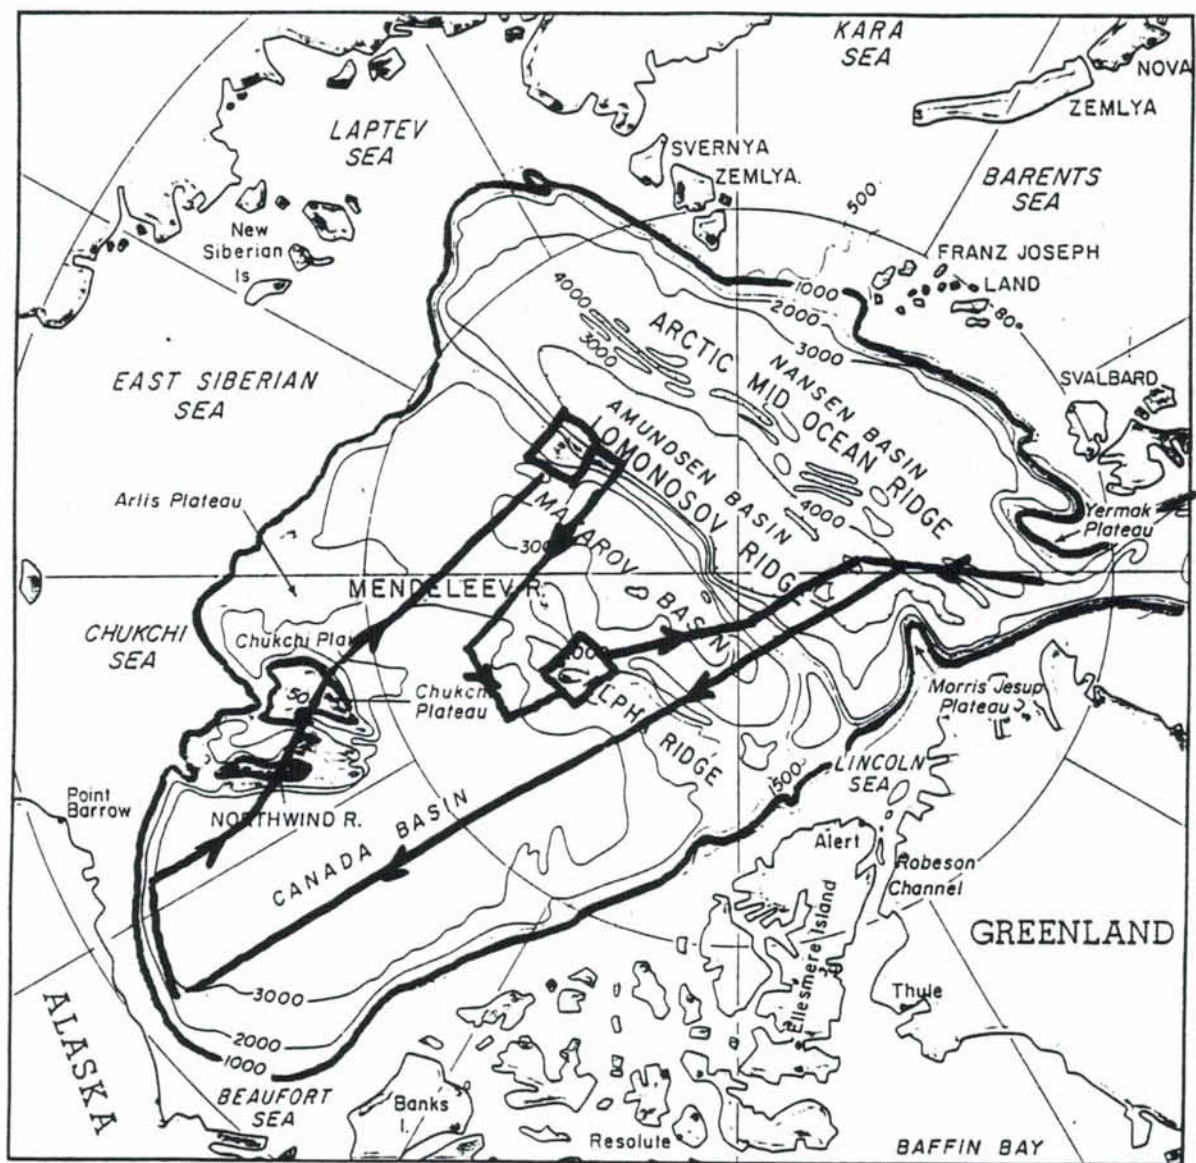 KARA
SEA
NOVA
ZEMLYA
LAPTEV
SEA
SVERNYA
ZEMLYA.
500
BARENTS
SEA
New
Siberian
Is
FRANZ JOSEPH
LAND
80°
1000
2000
3000
4000
3000
ARCTIC MID OCEAN RIDGE
NANSEN BASIN
SVALBARD
EAST SIBERIAN
SEA
AMUNDSEN BASIN
LOMONOSOV RIDGE
4000
Yermak
Plateau
Arlis Plateau
MAKAROV BASIN
MENDELEEV R.
CHUKCHI
SEA
Chukchi Plat
Chukchi
Plateau
ALPH RIDGE
Morris Jesup
Plateau
LINCOLN
SEA
500
Point
Barrow
NORTHWIND R.
CANADA BASIN
Alert
Robeson
Channel
Ellesmere Island
GREENLAND
Thule
3000
2000
1000
ALASKA
BEAUFORT
SEA
Banks
I.
Resolute
BAFFIN BAY